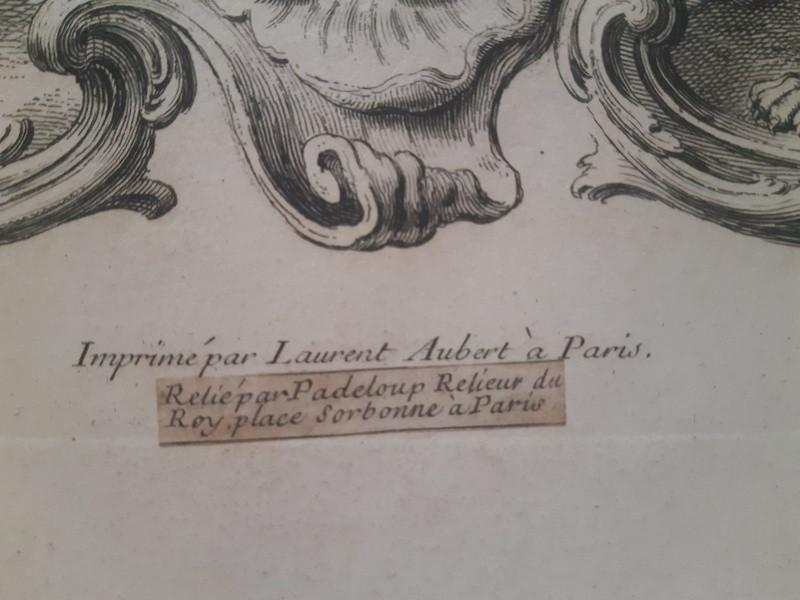 Imprimé par Laurent Aubert à Paris.
Relié par Padeloup Relieur du
Roy, place Sorbonne à Paris